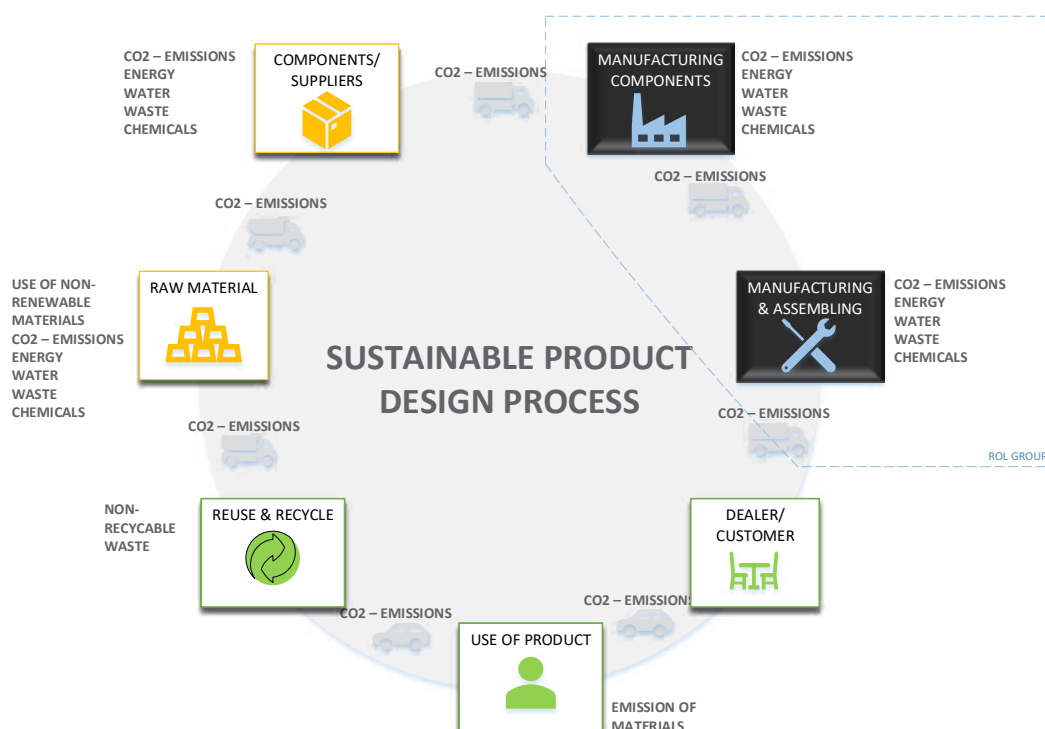 CO2 – EMISSIONS
ENERGY
WATER
WASTE
CHEMICALS
COMPONENTS/
SUPPLIERS
CO2 – EMISSIONS
MANUFACTURING
COMPONENTS
CO2 – EMISSIONS
ENERGY
WATER
WASTE
CHEMICALS
CO2 – EMISSIONS
CO2 – EMISSIONS
USE OF NON-
RENEWABLE
MATERIALS
CO2 – EMISSIONS
ENERGY
WATER
WASTE
CHEMICALS
RAW MATERIAL
MANUFACTURING
& ASSEMBLING
CO2 – EMISSIONS
ENERGY
WATER
WASTE
CHEMICALS
SUSTAINABLE PRODUCT
DESIGN PROCESS
CO2 – EMISSIONS
CO2 – EMISSIONS
ROL GROUP
NON-
RECYCABLE
WASTE
REUSE & RECYCLE
DEALER/
CUSTOMER
CO2 – EMISSIONS
CO2 – EMISSIONS
USE OF PRODUCT
EMISSION OF
MATERIALS